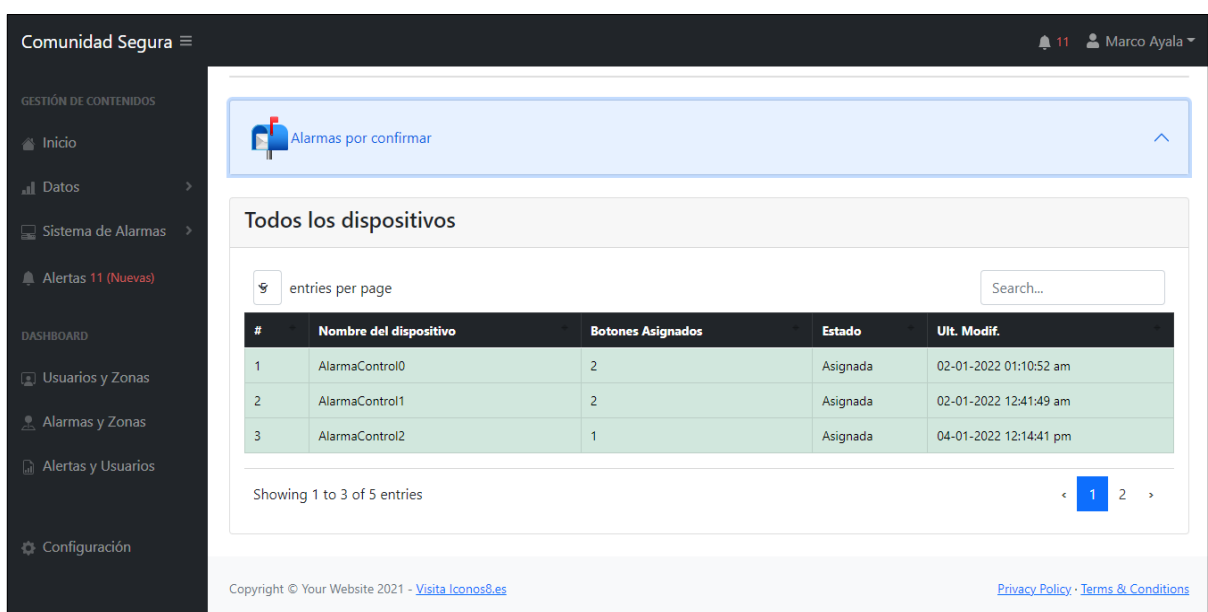 Comunidad Segura
11 Marco Ayala
GESTIÓN DE CONTENIDOS
Inicio
Datos
Sistema de Alarmas
Alertas 11 (Nuevas)
DASHBOARD
Usuarios y Zonas
Alarmas y Zonas
Alertas y Usuarios
Configuración
Alarmas por confirmar
Todos los dispositivos
entries per page
Search...
# Nombre del dispositivo Botones Asignados Estado Ult. Modif.
1 AlarmaControl0 2 Asignada 02-01-2022 01:10:52 am
2 AlarmaControl1 2 Asignada 02-01-2022 12:41:49 am
3 AlarmaControl2 1 Asignada 04-01-2022 12:14:41 pm
Showing 1 to 3 of 5 entries
‹ 1 2 ›
Copyright © Your Website 2021 - Visita Iconos8.es
Privacy Policy · Terms & Conditions